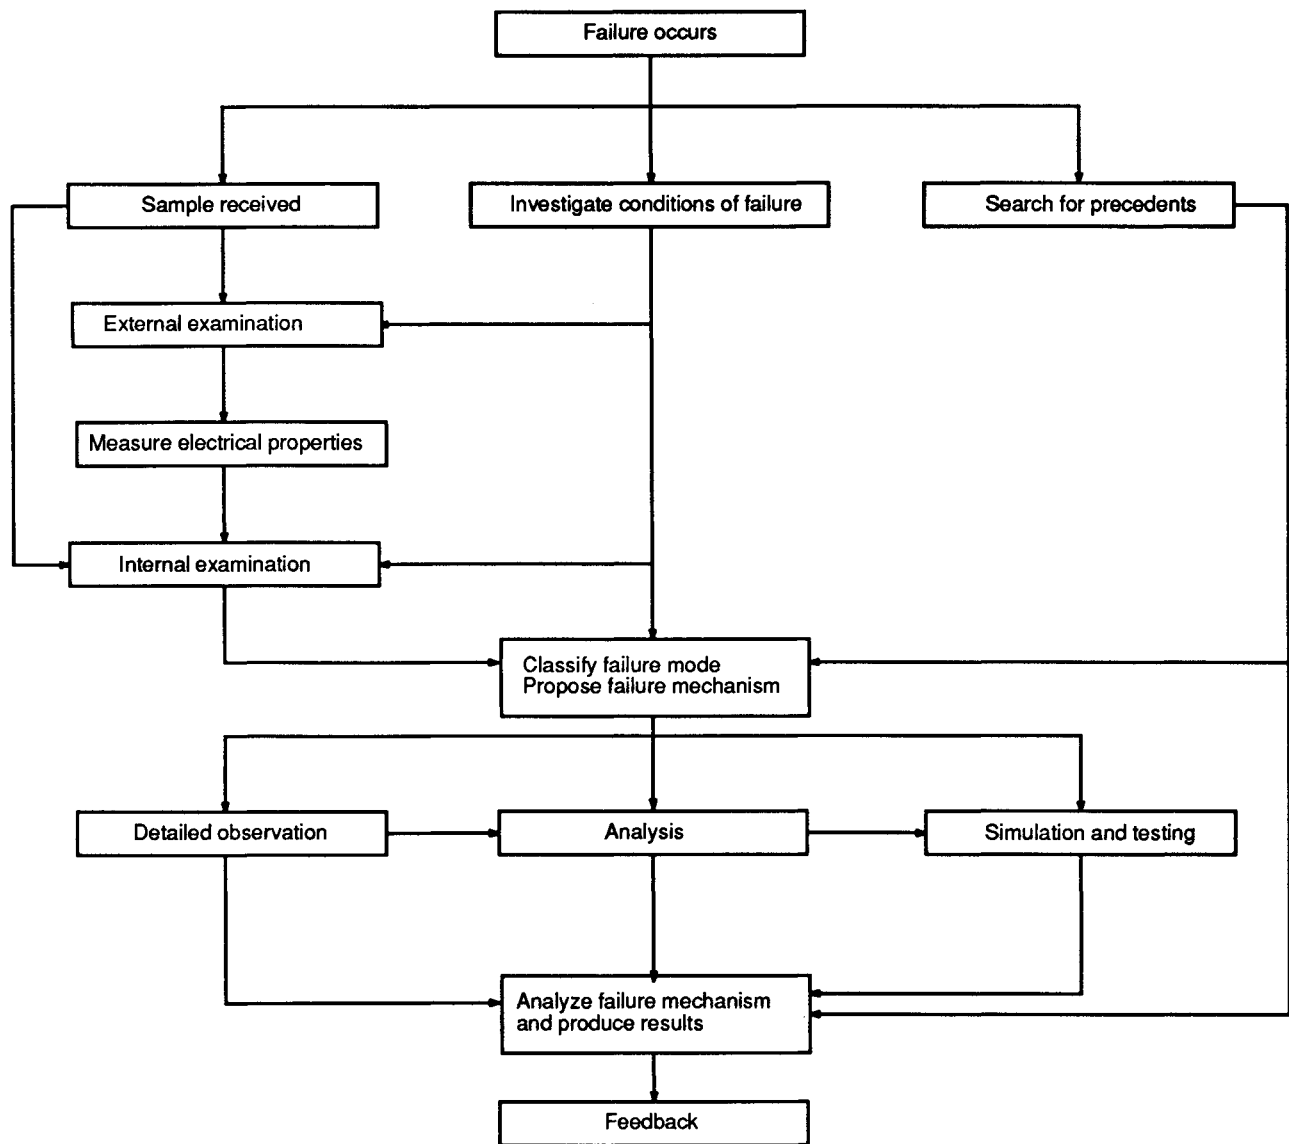 Failure occurs
Sample received
Investigate conditions of failure
Search for precedents
External examination
Measure electrical properties
Internal examination
Classify failure mode
Propose failure mechanism
Detailed observation
Analysis
Simulation and testing
Analyze failure mechanism
and produce results
Feedback